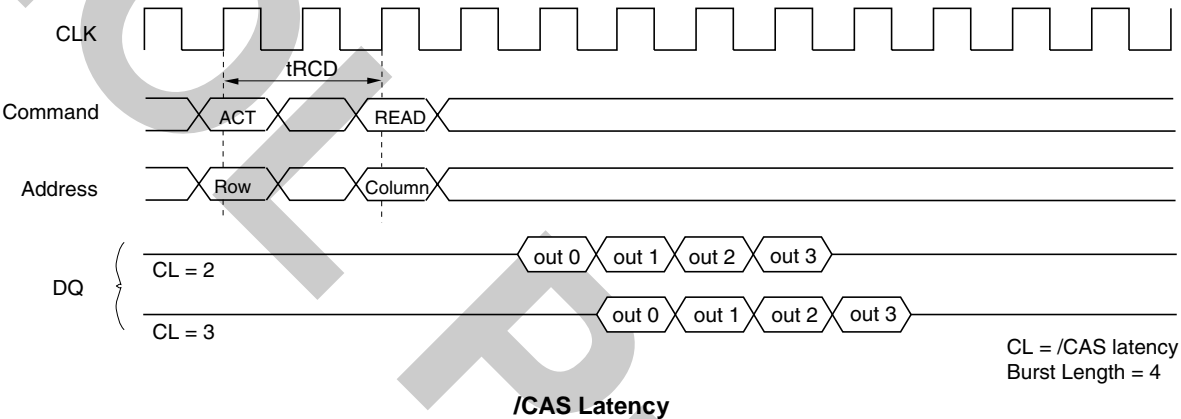 CLK
tRCD
Command ACT READ
Address Row Column
out 0 out 1 out 2 out 3
CL = 2
DQ
out 0 out 1 out 2 out 3
CL = 3
CL = /CAS latency
Burst Length = 4
/CAS Latency